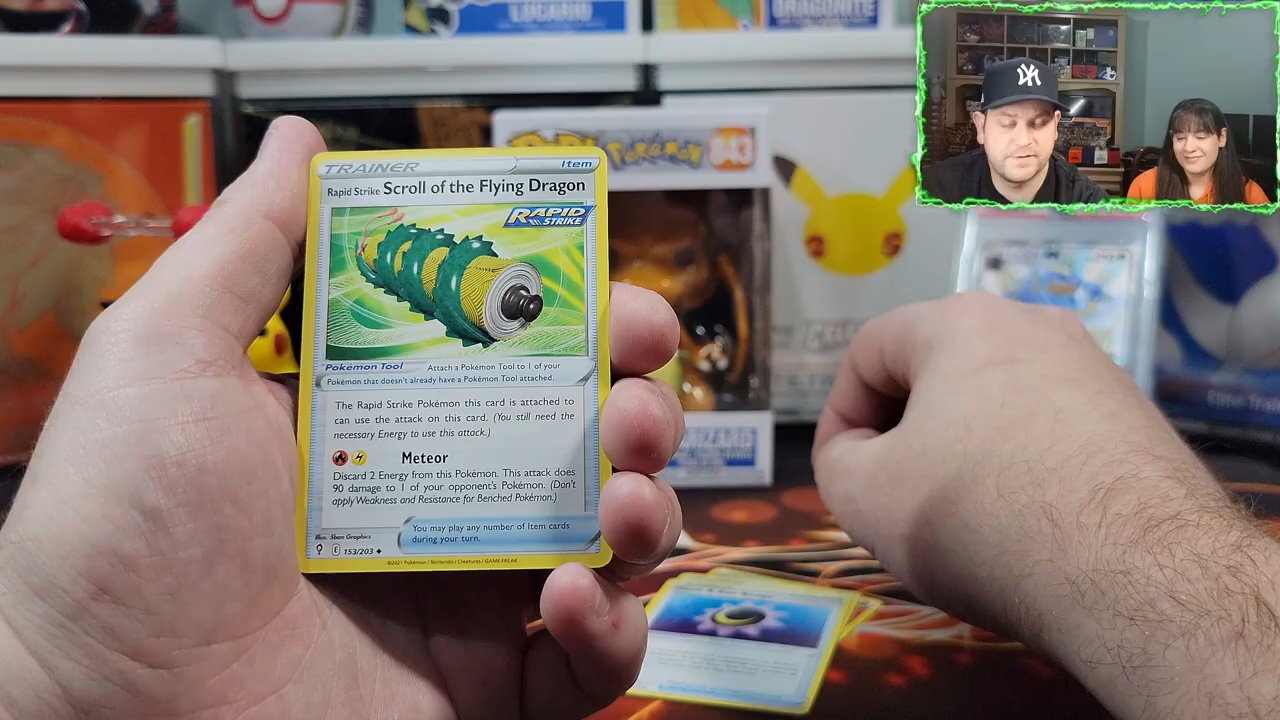 LUCARIO
DRAGONITE
Pokémon 843
TRAINER Item
Rapid Strike Scroll of the Flying Dragon
RAPID STRIKE
Pokémon Tool Attach a Pokémon Tool to 1 of your
Pokémon that doesn't already have a Pokémon Tool attached.
The Rapid Strike Pokémon this card is attached to
can use the attack on this card. (You still need the
necessary Energy to use this attack.)
Meteor
Discard 2 Energy from this Pokémon. This attack does
90 damage to 1 of your opponent's Pokémon. (Don't
apply Weakness and Resistance for Benched Pokémon.)
You may play any number of Item cards
during your turn.
Illus. 5ban Graphics
E 153/203
©2021 Pokémon / Nintendo / Creatures / GAME FREAK
NY